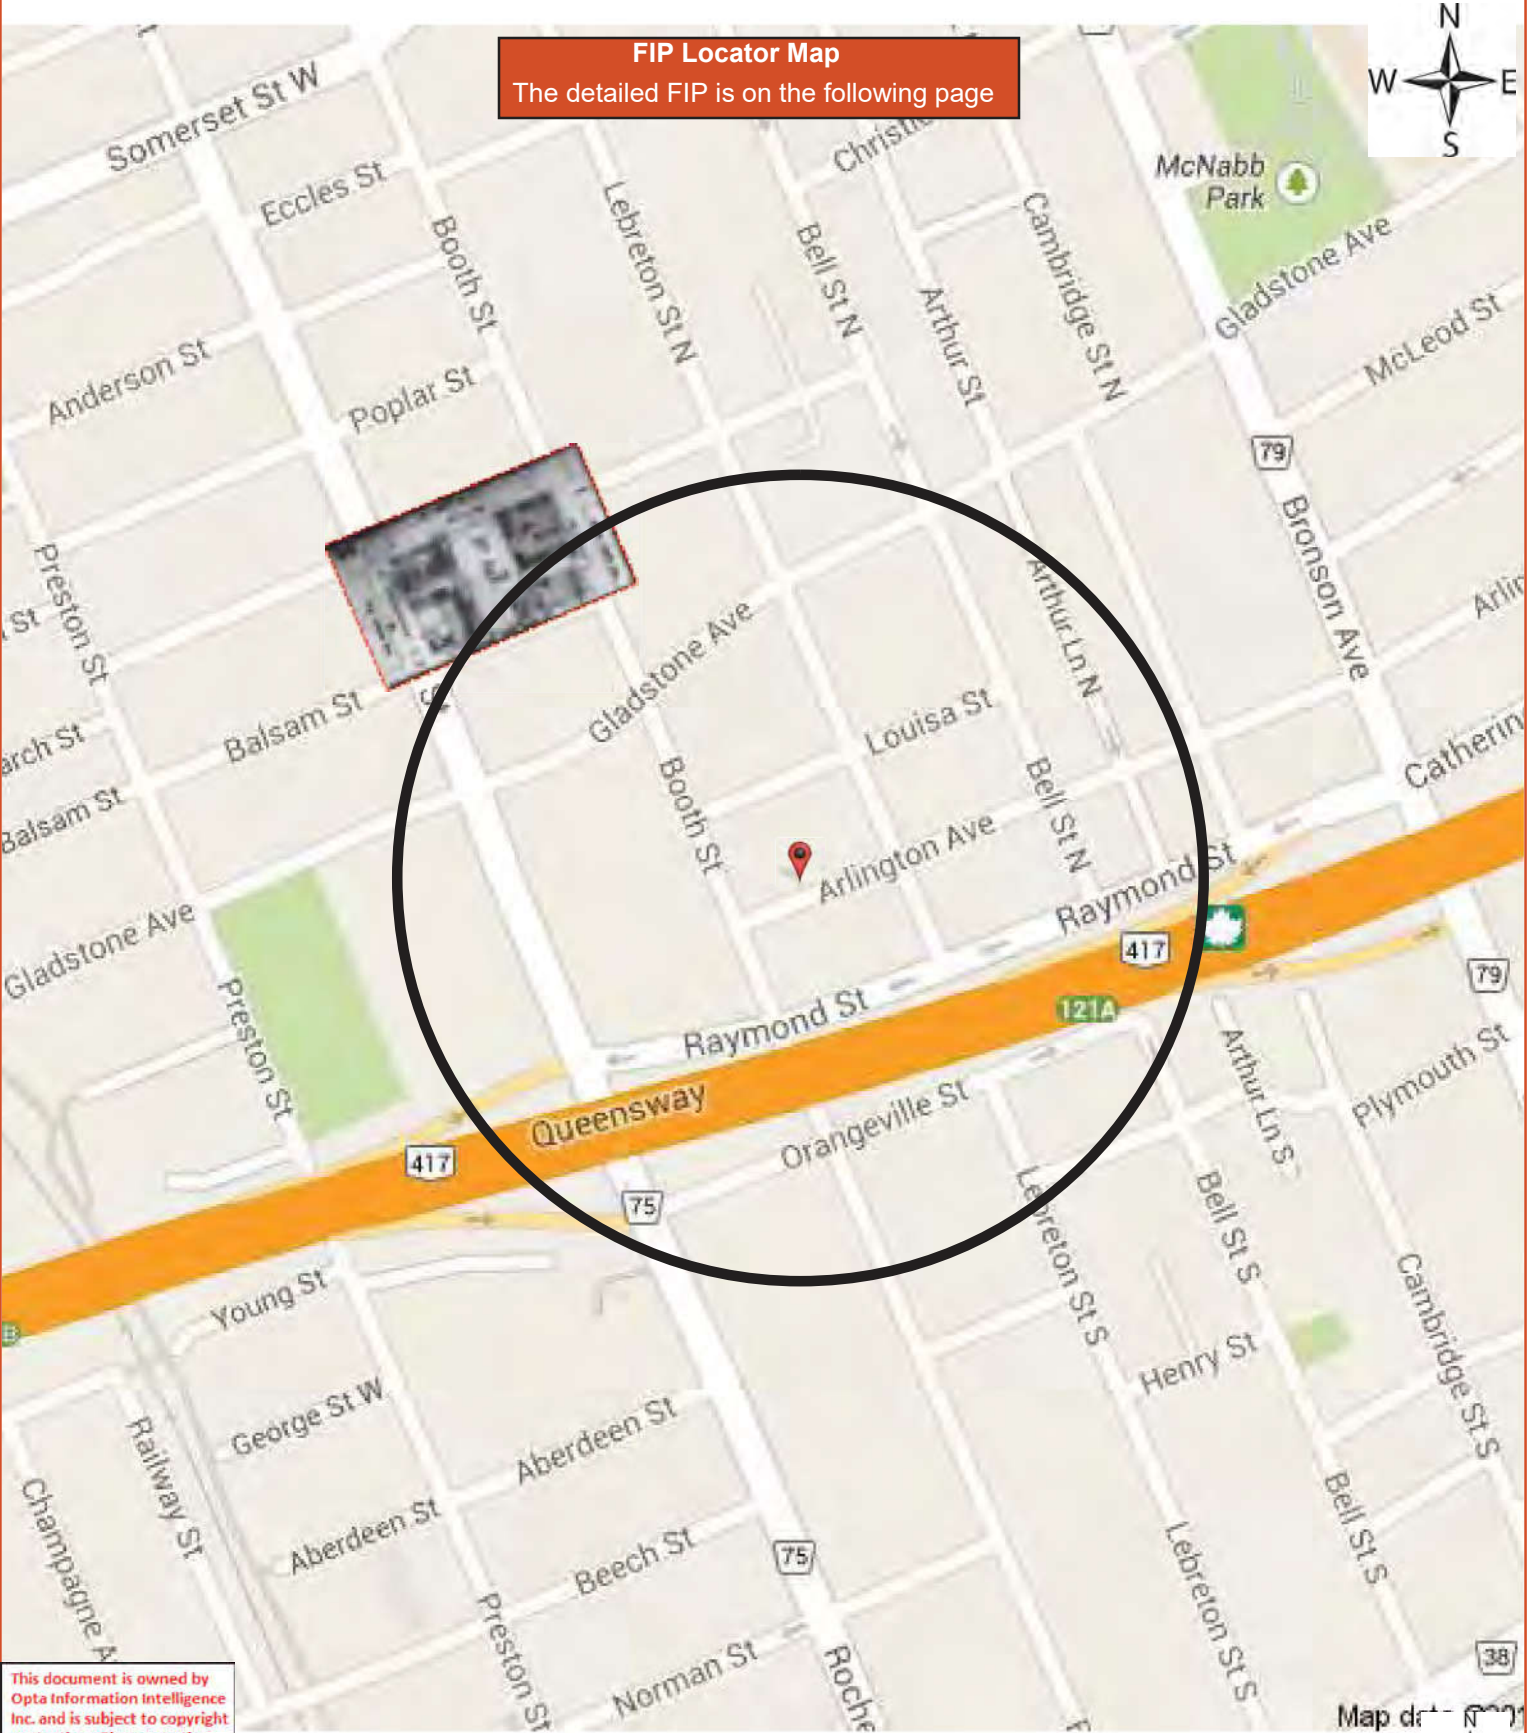 N
W E
S
FIP Locator Map
The detailed FIP is on the following page
Somerset St W
Eccles St
Booth St
Lebreton St N
Bell St N
Arthur St
Cambridge St N
McNabb
Park
Gladstone Ave
McLeod St
Anderson St
Poplar St
79
Bronson Ave
Preston St
St
Arthur Ln N
Balsam St
Gladstone Ave
Louisa St
Balsam St
Booth St
Bell St N
Arlington Ave
Raymond St
417
Gladstone Ave
Preston St
Raymond St
121A
79
Queensway
Orangeville St
Arthur Ln S
Plymouth St
417
75
Lebreton St S
Bell St S
Young St
Cambridge St S
Henry St
George St W
Aberdeen St
Railway St
Aberdeen St
Beech St
75
Bell St S
Lebreton St S
Preston St
Norman St
38
This document is owned by
Opta Information Intelligence
Inc. and is subject to copyright
N